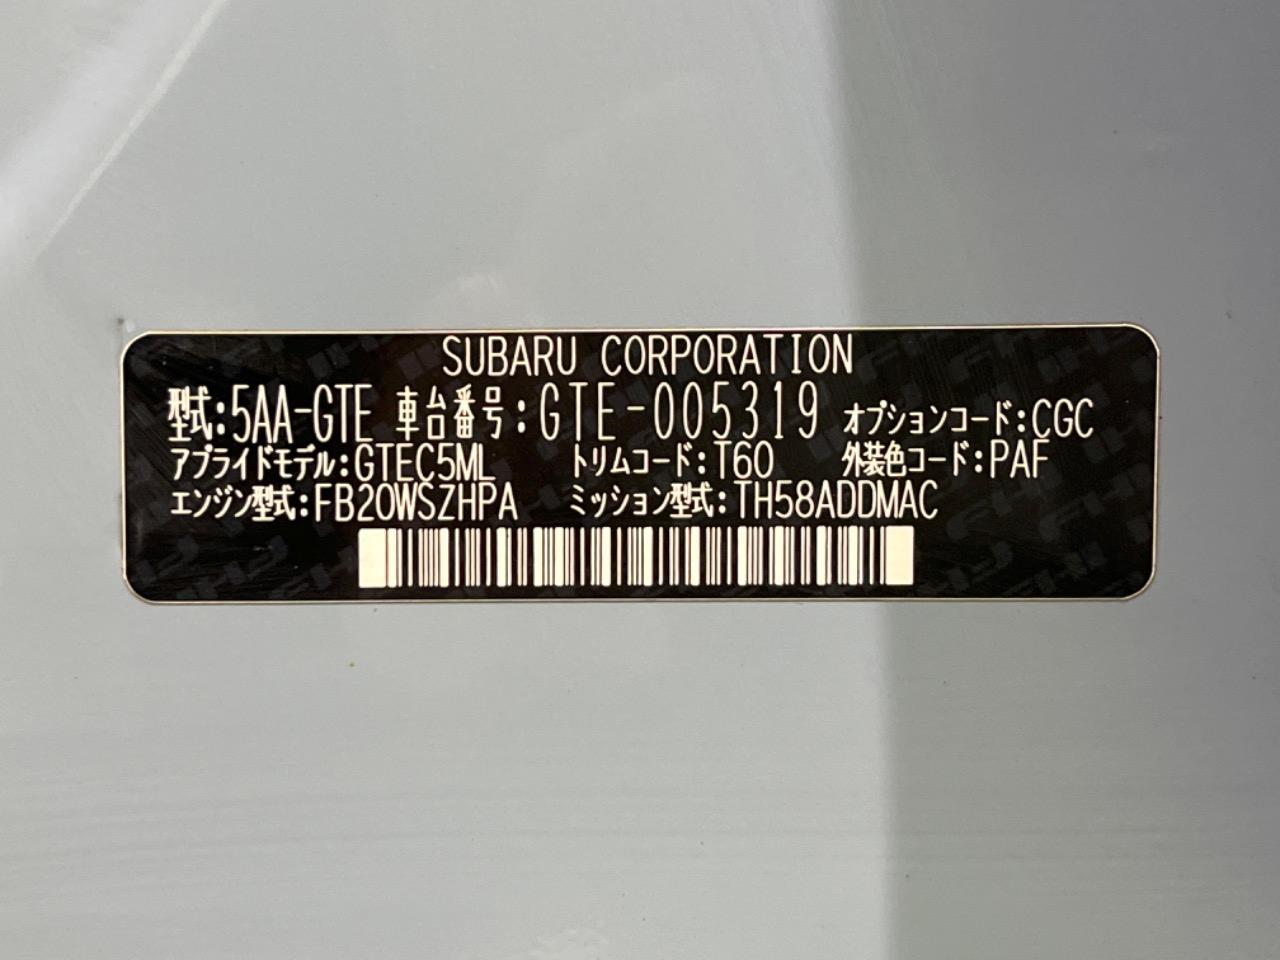 SUBARU CORPORATION
型式:5AA-GTE 車台番号:GTE-005319 オプションコード:CGC
アプライドモデル:GTEC5ML トリムコード:T60 外装色コード:PAF
エンジン型式:FB20WSZHPA ミッション型式:TH58ADDMAC